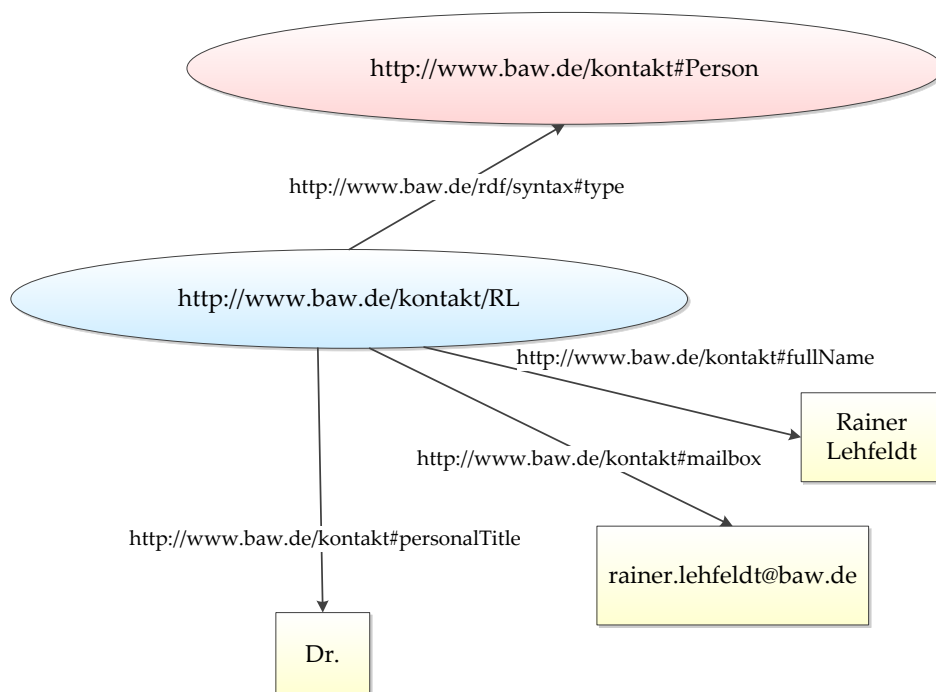 http://www.baw.de/kontakt#Person
http://www.baw.de/rdf/syntax#type
http://www.baw.de/kontakt/RL
http://www.baw.de/kontakt#fullName
Rainer
Lehfeldt
http://www.baw.de/kontakt#mailbox
http://www.baw.de/kontakt#personalTitle
rainer.lehfeldt@baw.de
Dr.